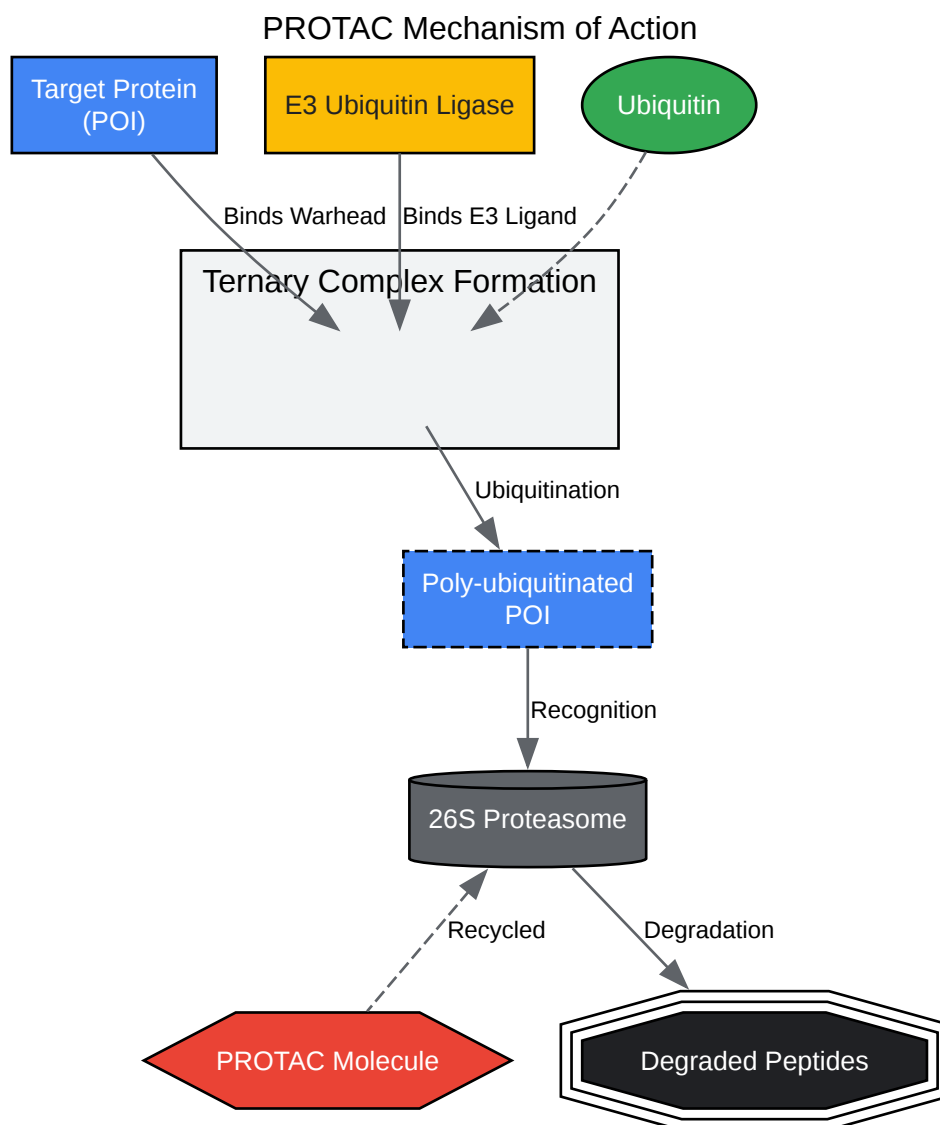 PROTAC Mechanism of Action
Target Protein
(POI)
E3 Ubiquitin Ligase
Ubiquitin
Binds Warhead
Binds E3 Ligand
Ternary Complex Formation
Ubiquitination
Poly-ubiquitinated
POI
Recognition
26S Proteasome
Recycled
Degradation
PROTAC Molecule
Degraded Peptides